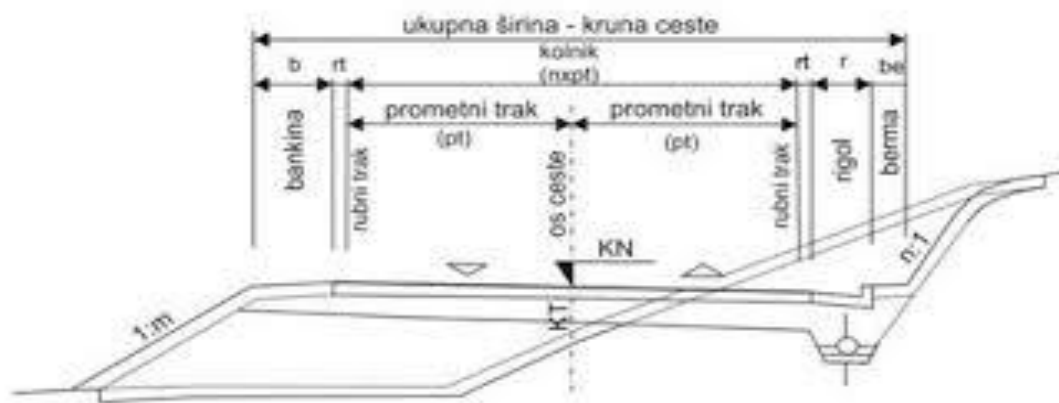 ukupna širina - kruna ceste
kolnik
b rt (nxpt) rt r be
prometni trak prometni trak
(pt) (pt)
bankina
rubni trak
os ceste
rubni trak
rigol
berma
KN
n:1
KT
1:m